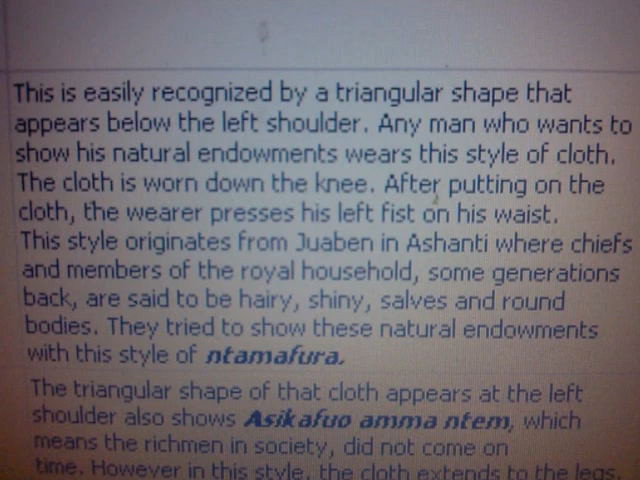 This is easily recognized by a triangular shape that
appears below the left shoulder. Any man who wants to
show his natural endowments wears this style of cloth.
The cloth is worn down the knee. After putting on the
cloth, the wearer presses his left fist on his waist.
This style originates from Juaben in Ashanti where chiefs
and members of the royal household, some generations
back, are said to be hairy, shiny, salves and round
bodies. They tried to show these natural endowments
with this style of ntamafura.
The triangular shape of that cloth appears at the left
shoulder also shows Asikafuo amma ntem, which
means the richmen in society, did not come on
time. However in this style, the cloth extends to the legs.